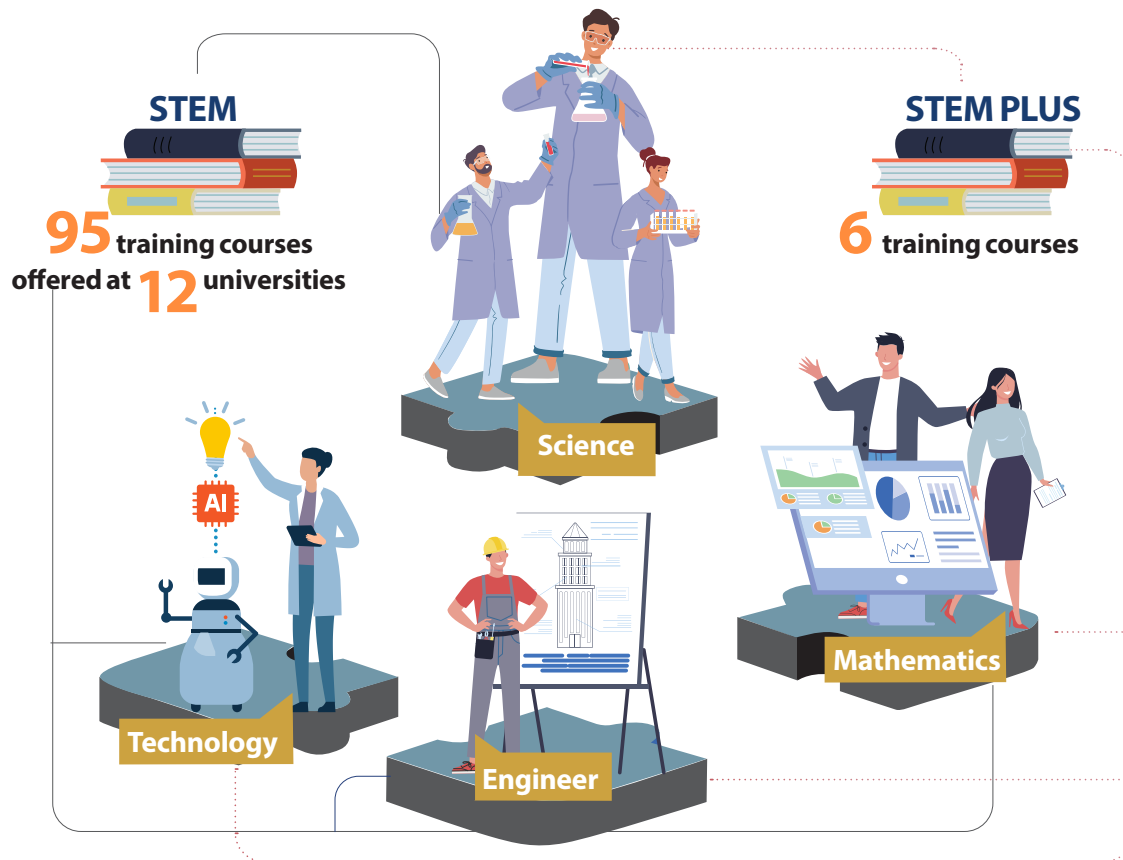 STEM
95 training courses
offered at 12 universities
STEM PLUS
6 training courses
Science
AI
Technology
Engineer
Mathematics